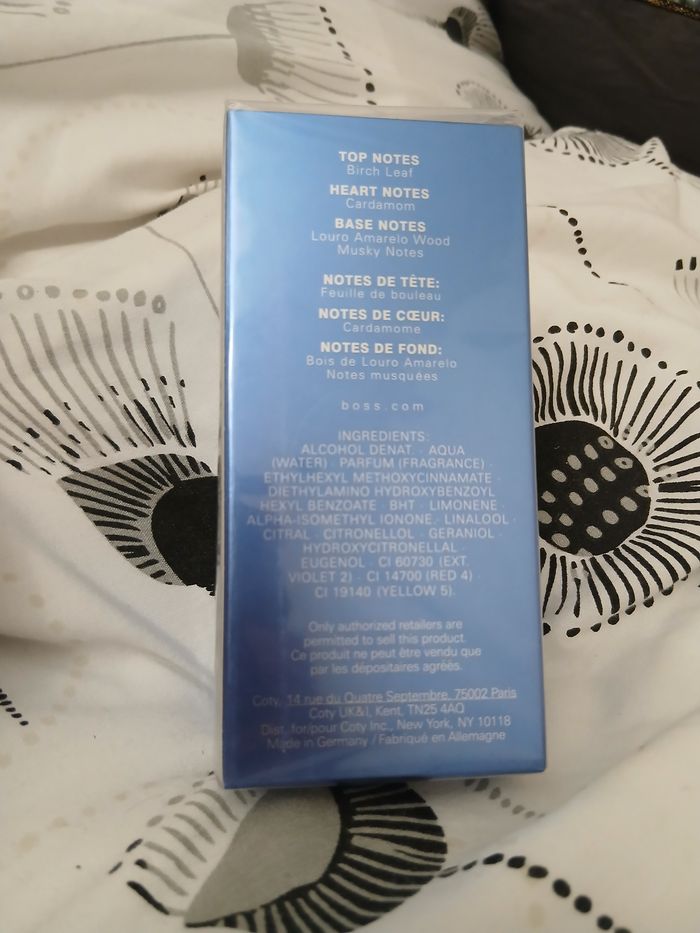 TOP NOTES
Birch Leaf
HEART NOTES
Cardamom
BASE NOTES
Louro Amarelo Wood
Musky Notes
NOTES DE TÊTE:
Feuille de bouleau
NOTES DE CŒUR:
Cardamome
NOTES DE FOND:
Bois de Louro Amarelo
Notes musquées
boss.com
INGREDIENTS:
ALCOHOL DENAT · AQUA
(WATER) · PARFUM (FRAGRANCE) ·
ETHYLHEXYL METHOXYCINNAMATE ·
DIETHYLAMINO HYDROXYBENZOYL
HEXYL BENZOATE · BHT · LIMONENE ·
ALPHA-ISOMETHYL IONONE · LINALOOL ·
CITRAL · CITRONELLOL · GERANIOL ·
HYDROXYCITRONELLAL ·
EUGENOL · CI 60730 (EXT.
VIOLET 2) · CI 14700 (RED 4) ·
CI 19140 (YELLOW 5).
Only authorized retailers are
permitted to sell this product.
Ce produit ne peut être vendu que
par les dépositaires agréés.
Coty, 14 rue du Quatre Septembre, 75002 Paris
Coty UK&I, Kent, TN25 4AQ
Dist. for/pour Coty Inc., New York, NY 10118
Made in Germany / Fabriqué en Allemagne